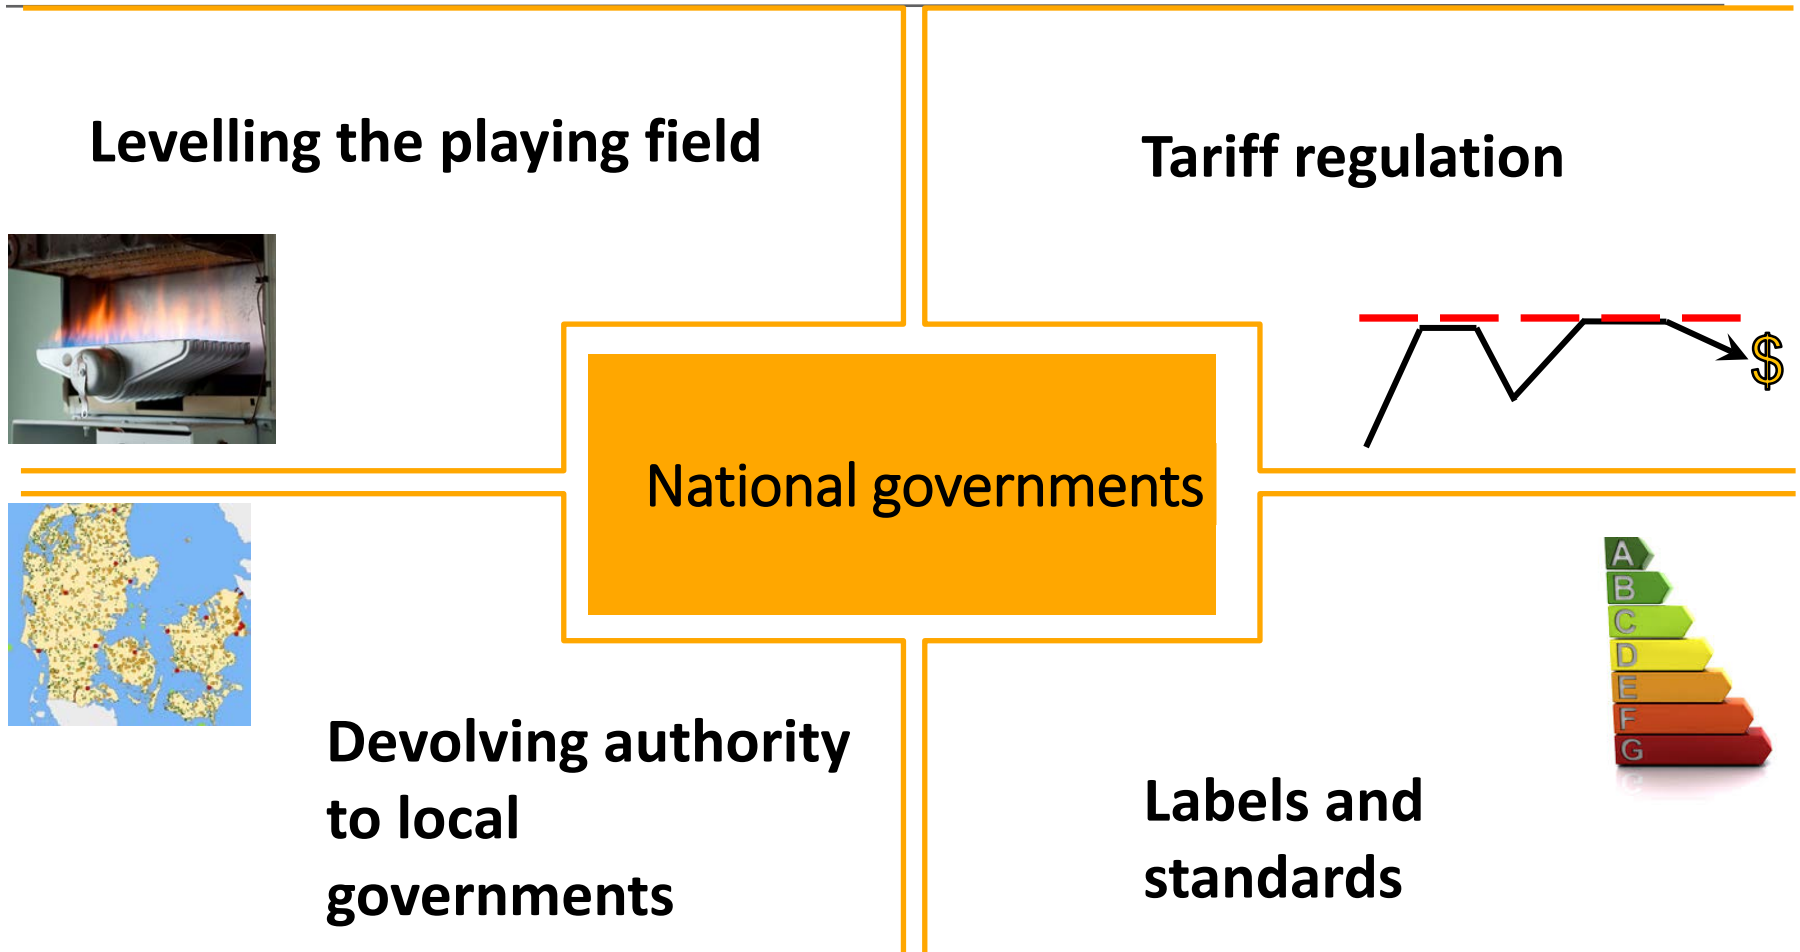 Levelling the playing field
Tariff regulation
$
National governments
A
B
C
D
E
F
G
Devolving authority
to local
governments
Labels and
standards